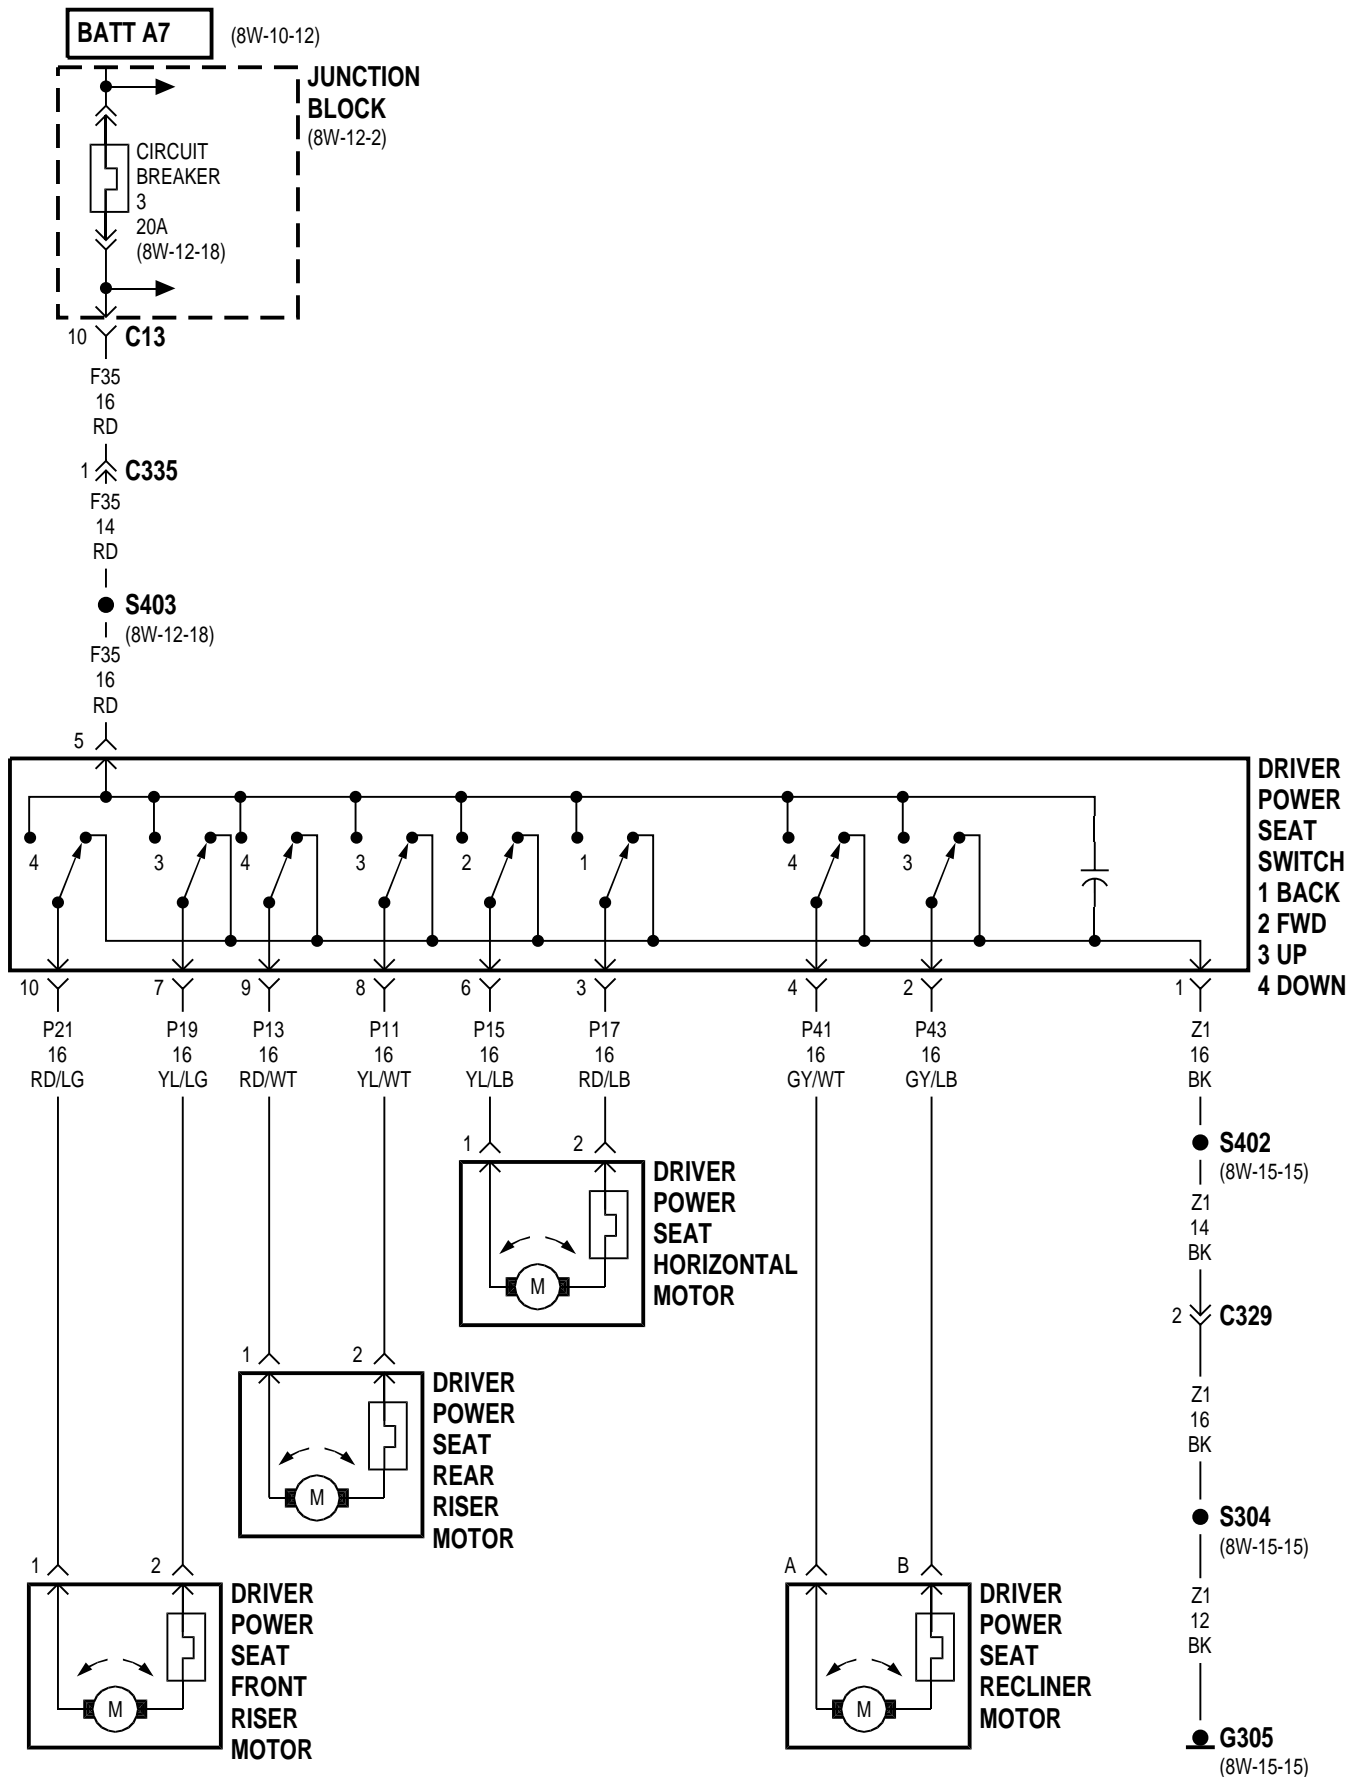 BATT A7
(8W-10-12)
JUNCTION
BLOCK
(8W-12-2)
CIRCUIT
BREAKER
3
20A
(8W-12-18)
10
C13
F35
16
RD
1
C335
F35
14
RD
S403
(8W-12-18)
F35
16
RD
5
DRIVER
POWER
SEAT
SWITCH
1 BACK
2 FWD
3 UP
4 DOWN
4 3 4 3 2 1 4 3
10 7 9 8 6 3 4 2 1
P21 P19 P13 P11 P15 P17 P41 P43 Z1
16 16 16 16 16 16 16 16 16
RD/LG YL/LG RD/WT YL/WT YL/LB RD/LB GY/WT GY/LB BK
1 2
DRIVER
POWER
SEAT
HORIZONTAL
MOTOR
M
S402
(8W-15-15)
Z1
14
BK
2
C329
1 2
DRIVER
POWER
SEAT
REAR
RISER
MOTOR
M
Z1
16
BK
S304
(8W-15-15)
1 2
DRIVER
POWER
SEAT
FRONT
RISER
MOTOR
M
A B
DRIVER
POWER
SEAT
RECLINER
MOTOR
M
Z1
12
BK
G305
(8W-15-15)